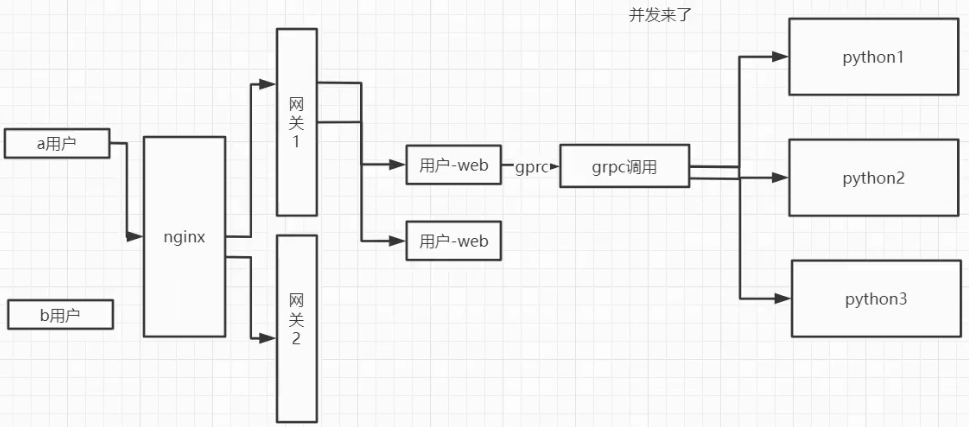 并发来了
python1
网关1
a用户
用户-web
gprc
grpc调用
python2
nginx
用户-web
b用户
网关2
python3